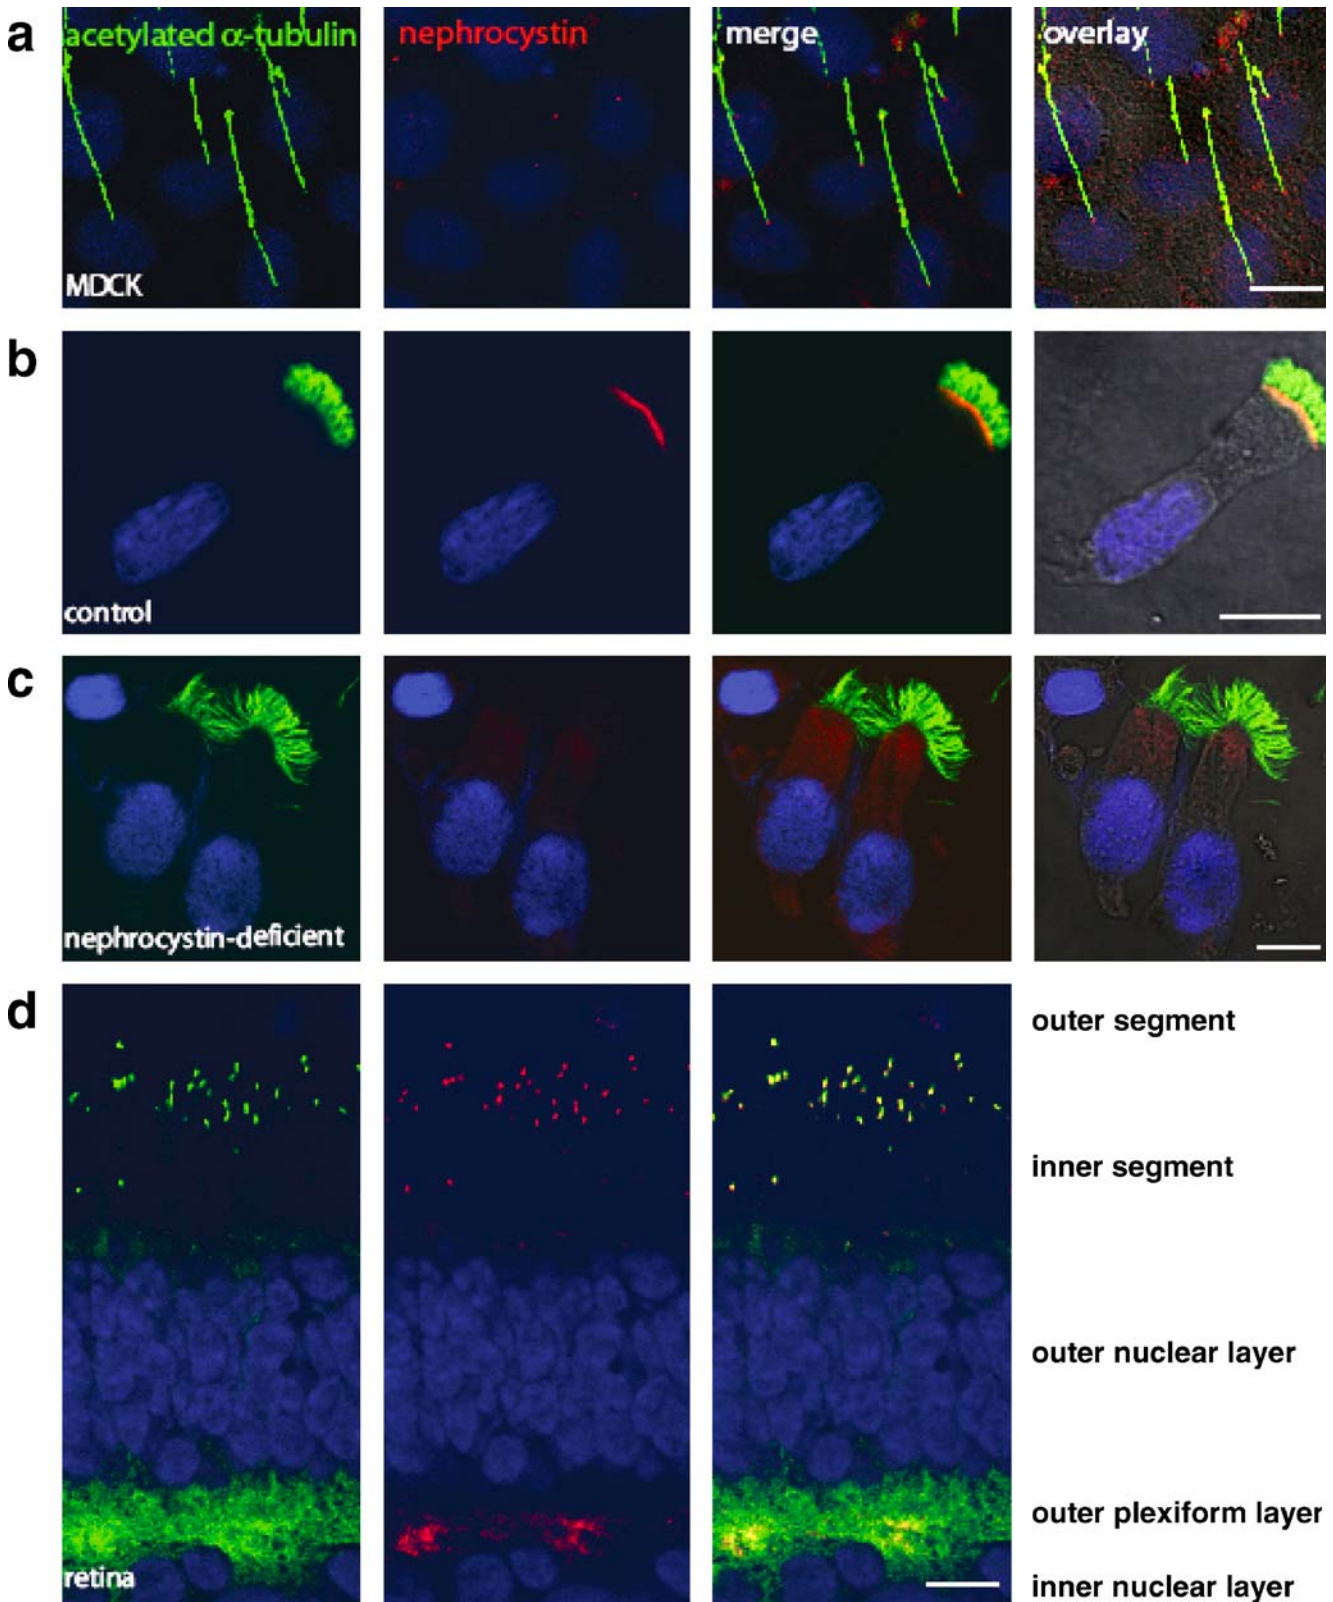 a
acetylated α-tubulin
nephrocystin
merge
overlay
MDCK
b
control
c
nephrocystin-deficient
d
outer segment
inner segment
outer nuclear layer
outer plexiform layer
retina
inner nuclear layer